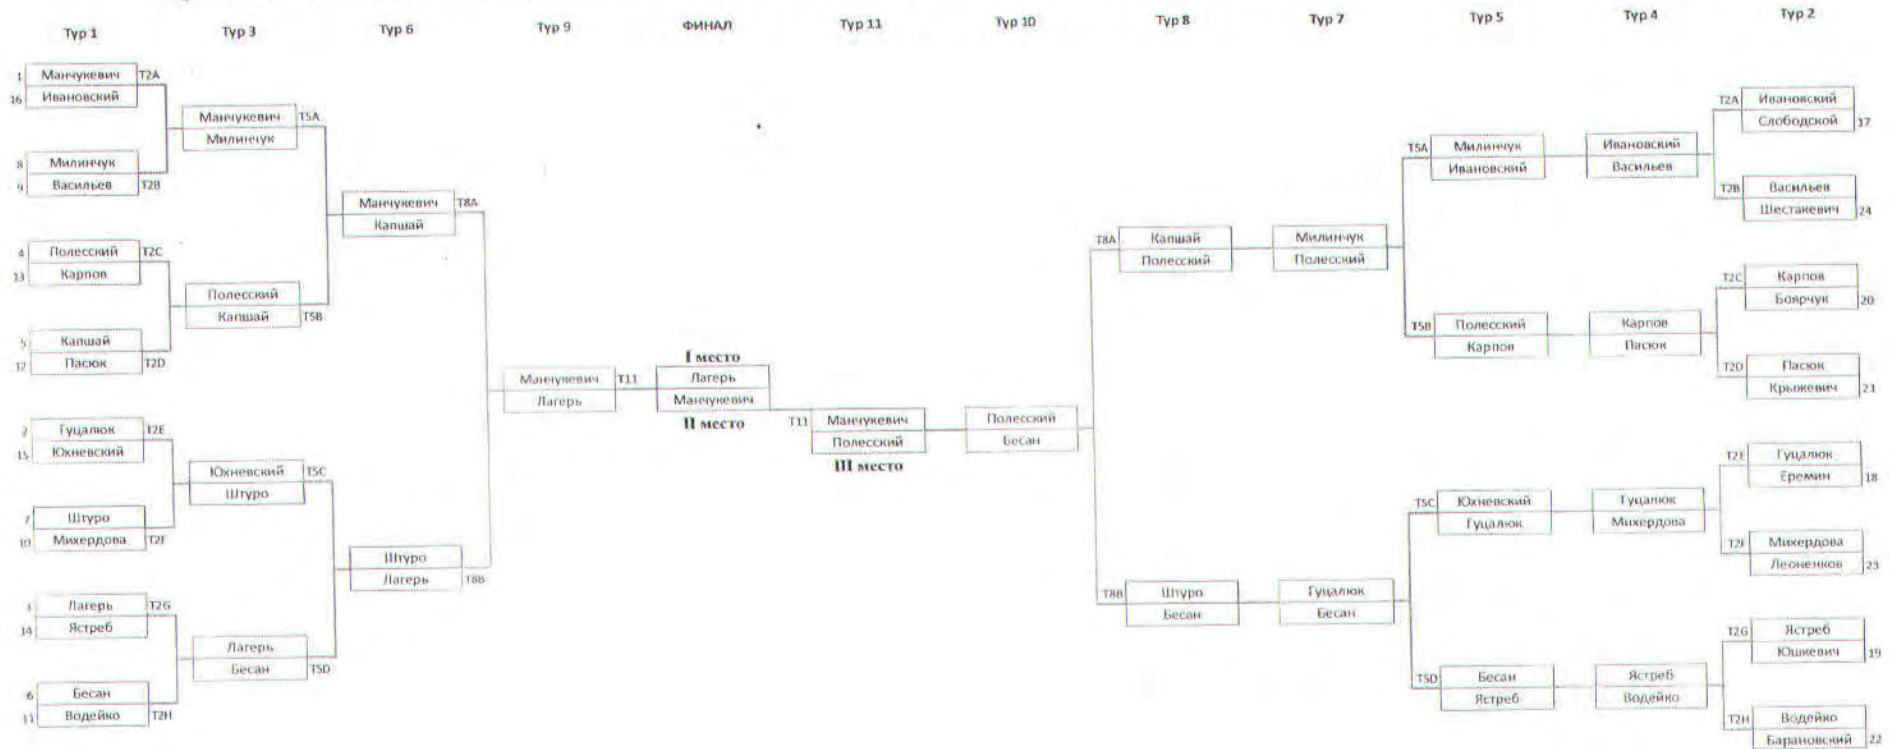 Тур 1 Тур 3 Тур 6 Тур 9 ФИНАЛ Тур 11 Тур 10 Тур 8 Тур 7 Тур 5 Тур 4 Тур 2
1 Манчукевич T2A
16 Ивановский
8 Милинчук
9 Васильев T2B
4 Полесский T2C
13 Карпов
5 Капшай
12 Пасюк T2D
2 Гуцалюк T2E
15 Юхневский
7 Штуро
10 Михердова T2F
3 Лагерь T2G
14 Ястреб
6 Бесан
11 Водейко T2H
Манчукевич T5A
Милинчук
Полесский
Капшай T5B
Юхневский T5C
Штуро
Лагерь
Бесан T5D
Манчукевич T8A
Капшай
Штуро
Лагерь T8B
Манчукевич T11
Лагерь
I место
Лагерь
Манчукевич
II место
T11 Манчукевич
Полесский
III место
Полесский
Бесан
T8A Капшай
Полесский
T8B Штуро
Бесан
Милинчук
Полесский
Гуцалюк
Бесан
T5A Милинчук
Ивановский
T5B Полесский
Карпов
T5C Юхневский
Гуцалюк
T5D Бесан
Ястреб
Ивановский
Васильев
Карпов
Пасюк
Гуцалюк
Михердова
Ястреб
Водейко
T2A Ивановский
Слободской 17
T2B Васильев
Шестакевич 24
T2C Карпов
Боярчук 20
T2D Пасюк
Крыжевич 21
T2E Гуцалюк
Еремин 18
T2F Михердова
Леоненков 23
T2G Ястреб
Юшкевич 19
T2H Водейко
Барановский 22